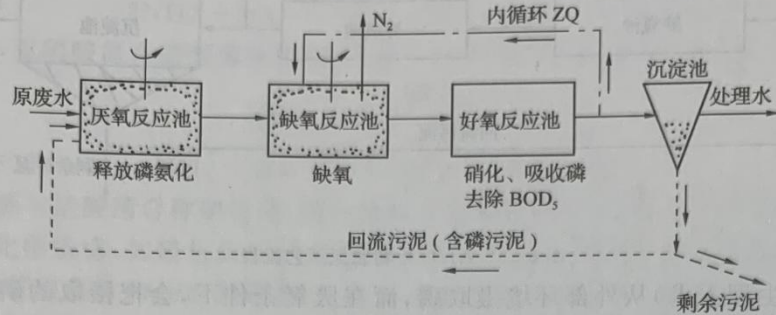 N₂
内循环 ZQ
沉淀池
原废水
厌氧反应池
缺氧反应池
好氧反应池
处理水
释放磷氨化
缺氧
硝化、吸收磷
去除 BOD₅
回流污泥(含磷污泥)
剩余污泥